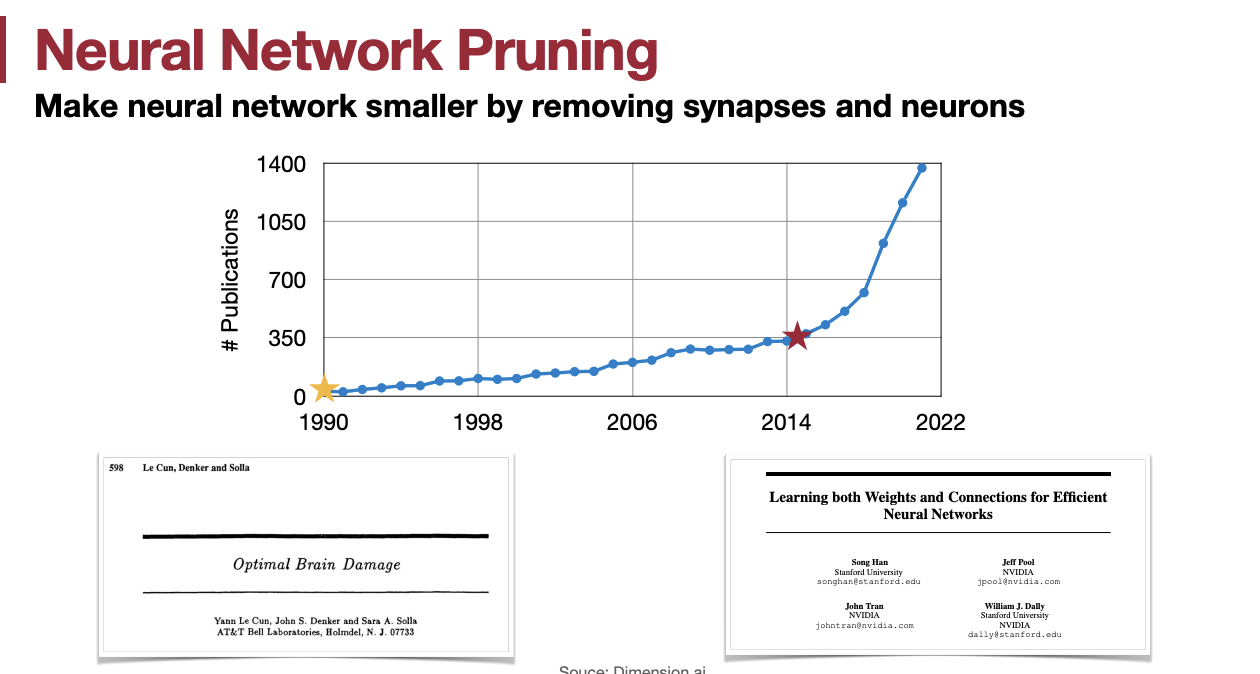 Neural Network Pruning
Make neural network smaller by removing synapses and neurons
1400
1050
700
350
0
# Publications
1990
1998
2006
2014
2022
598 Le Cun, Denker and Solla
Optimal Brain Damage
Yann Le Cun, John S. Denker and Sara A. Solla
AT&T Bell Laboratories, Holmdel, N. J. 07733
Learning both Weights and Connections for Efficient
Neural Networks
Song Han
Stanford University
songhan@stanford.edu
Jeff Pool
NVIDIA
jpool@nvidia.com
John Tran
NVIDIA
johntran@nvidia.com
William J. Dally
Stanford University
NVIDIA
dally@stanford.edu
Souce: Dimension.ai